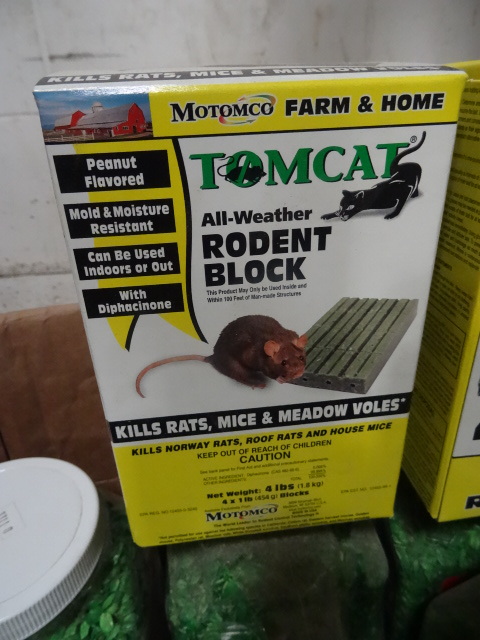 KILLS RATS, MICE & MEADOW VOLES
MOTOMCO FARM & HOME
TOMCAT®
Peanut
Flavored
Mold & Moisture
Resistant
Can Be Used
Indoors or Out
With
Diphacinone
All-Weather
RODENT
BLOCK
This Product May Only be Used Inside and
Within 100 Feet of Man-made Structures
KILLS RATS, MICE & MEADOW VOLES*
KILLS NORWAY RATS, ROOF RATS AND HOUSE MICE
KEEP OUT OF REACH OF CHILDREN
CAUTION
Net Weight: 4 lbs (1.8 kg)
4 x 1 lb (454 g) Blocks
MOTOMCO